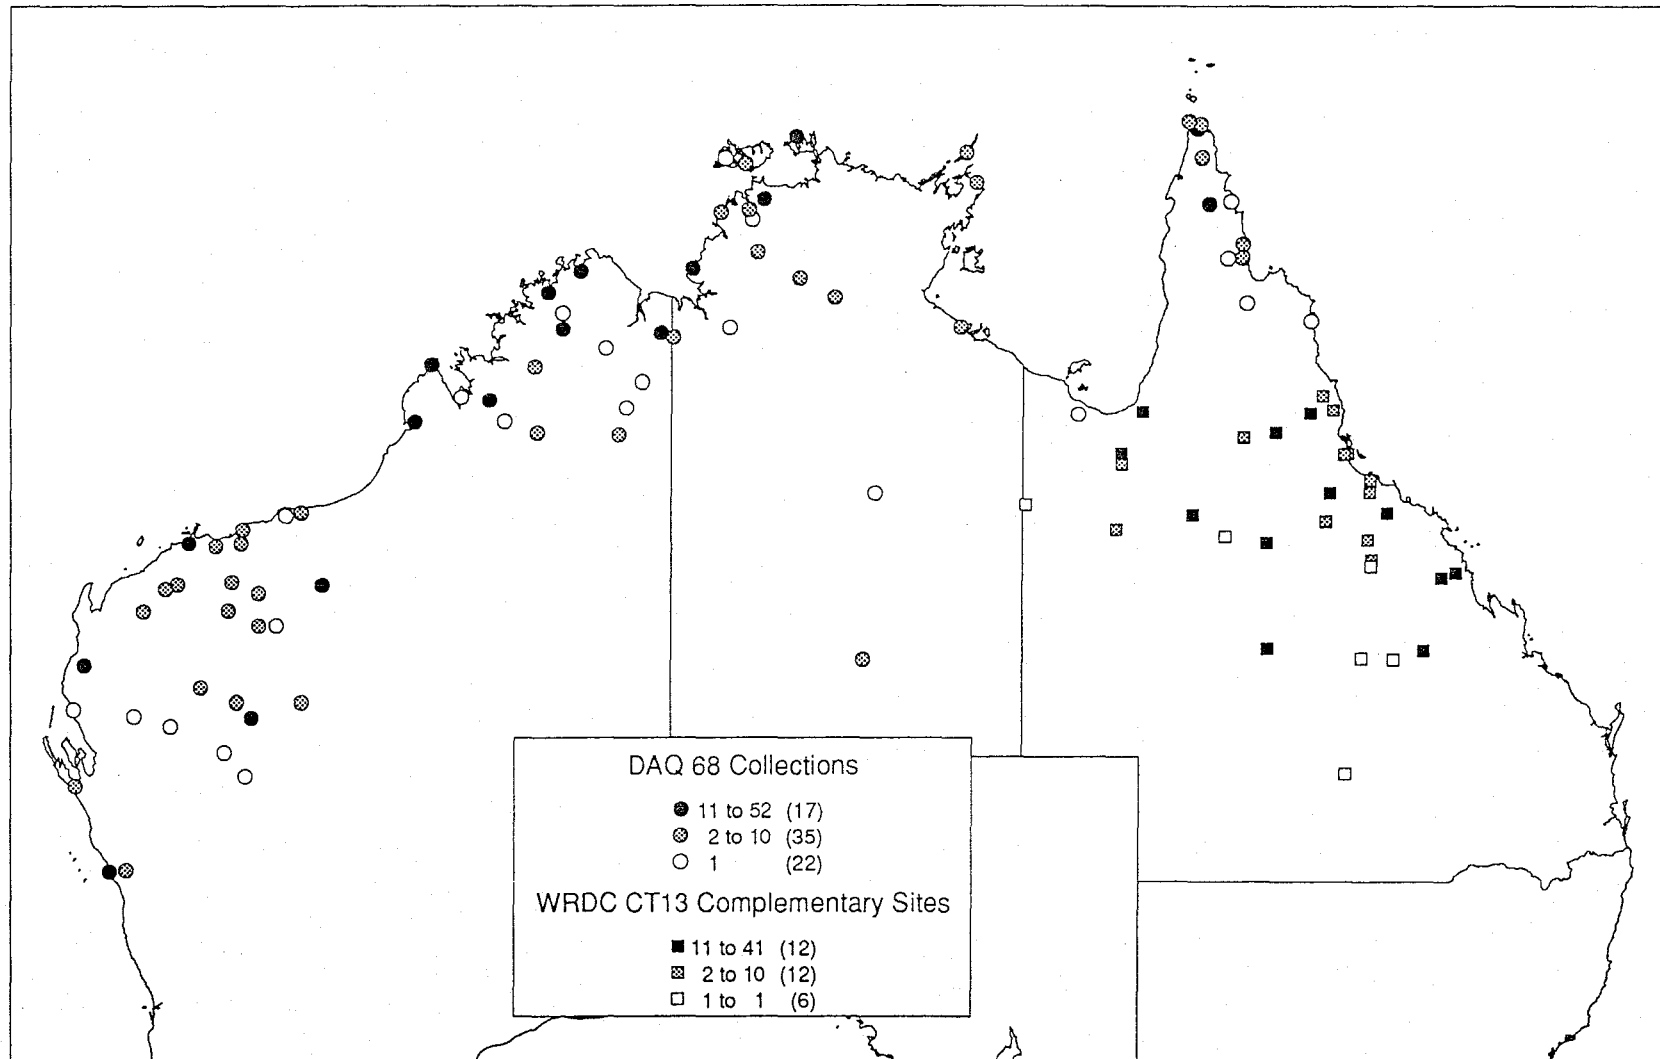 DAQ 68 Collections
11 to 52 (17)
2 to 10 (35)
1 (22)
WRDC CT13 Complementary Sites
11 to 41 (12)
2 to 10 (12)
1 to 1 (6)